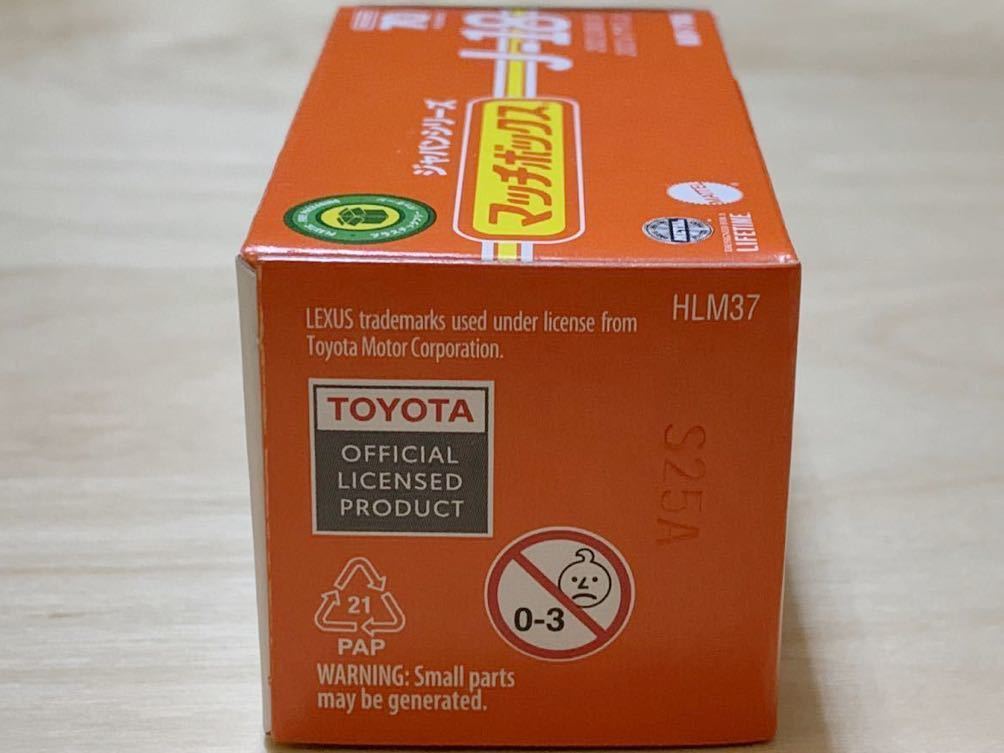 J-18
ジャパンシリーズ
マッチボックス
LIFETIME
LEXUS trademarks used under license from
Toyota Motor Corporation.
HLM37
TOYOTA
OFFICIAL
LICENSED
PRODUCT
S25A
21
PAP
0-3
WARNING: Small parts
may be generated.